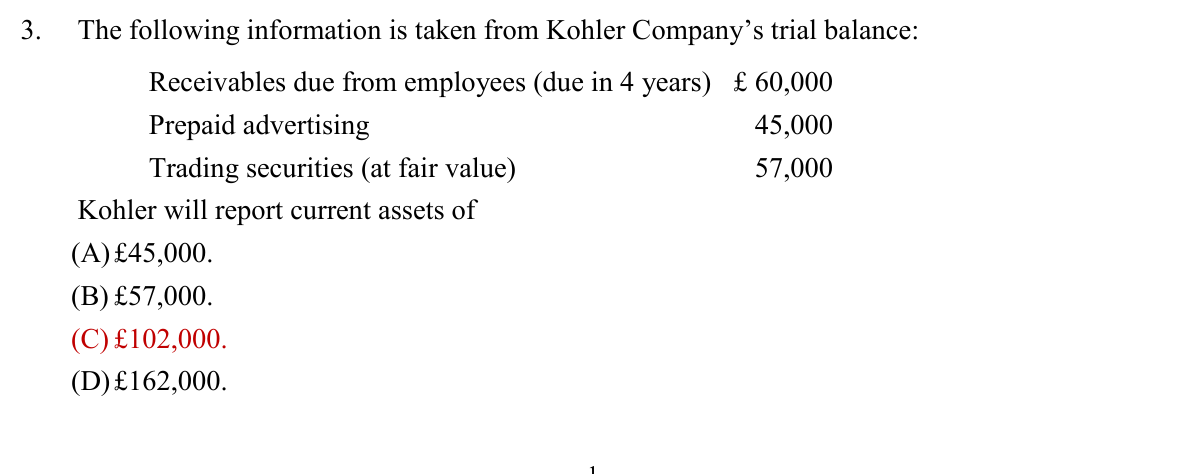 3. The following information is taken from Kohler Company’s trial balance:
Receivables due from employees (due in 4 years) £ 60,000
Prepaid advertising 45,000
Trading securities (at fair value) 57,000
Kohler will report current assets of
(A) £45,000.
(B) £57,000.
(C) £102,000.
(D) £162,000.